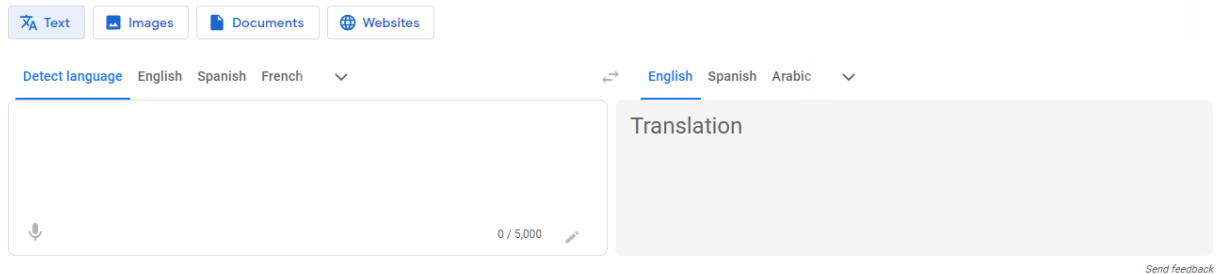 Text Images Documents Websites
Detect language English Spanish French English Spanish Arabic
Translation
0 / 5,000
Send feedback